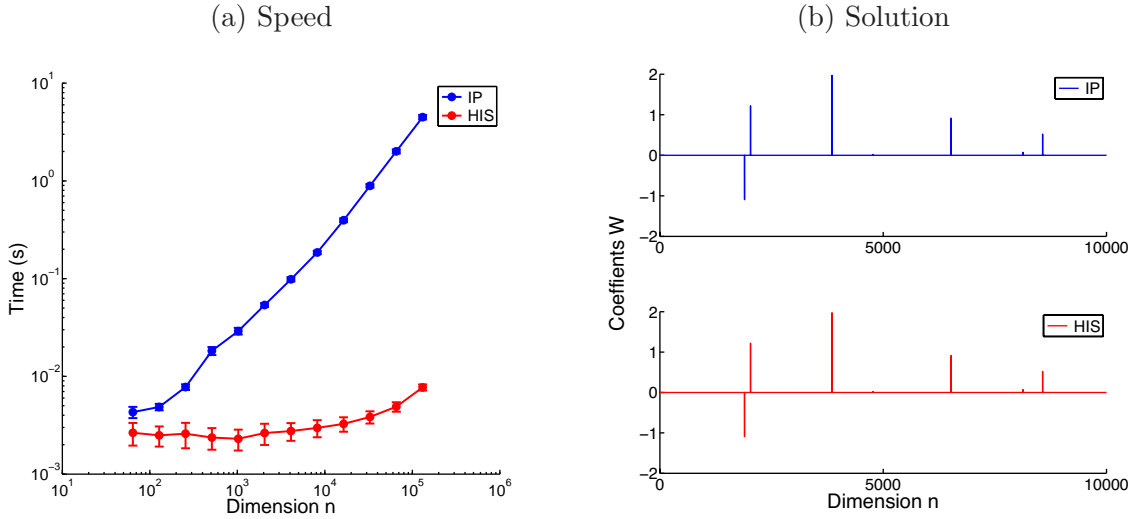 (a) Speed
(b) Solution
10^1
10^0
10^-1
10^-2
10^-3
Time (s)
IP
HIS
10^1
10^2
10^3
10^4
10^5
10^6
Dimension n
2
1
0
−1
−2
IP
0
5000
10000
Coeffients W
2
1
0
−1
−2
HIS
0
5000
10000
Dimension n